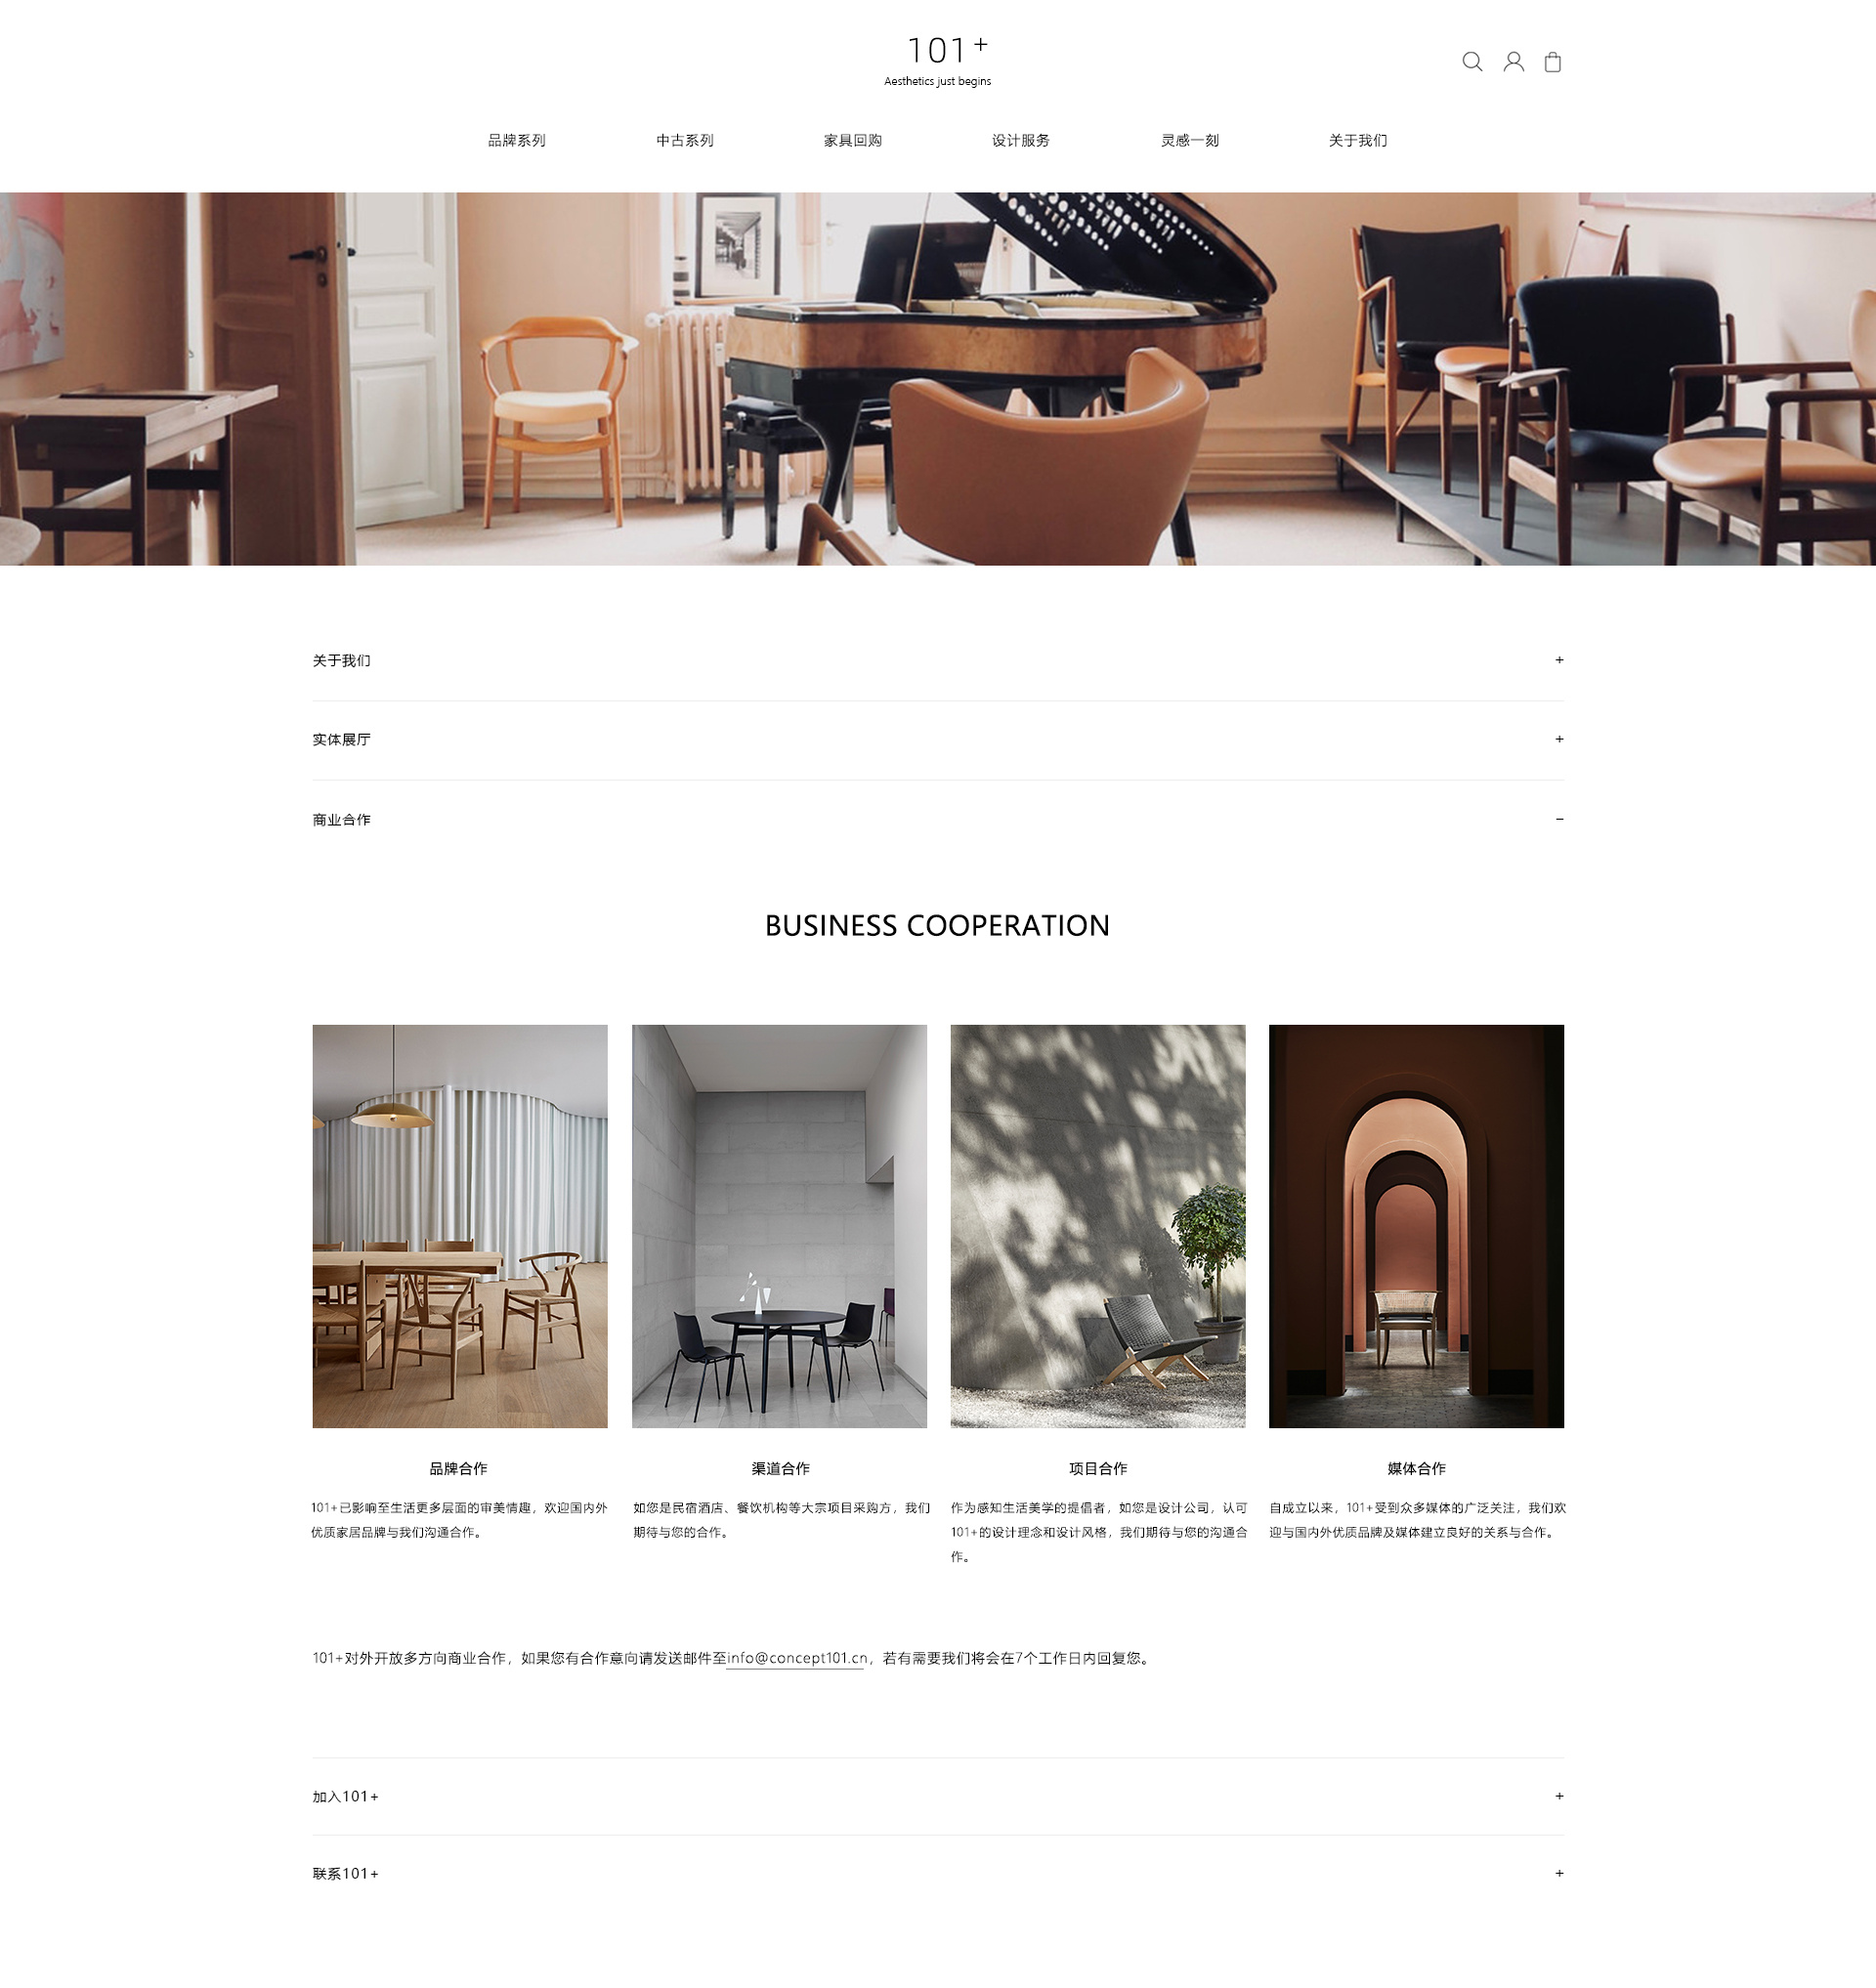 101+
Aesthetics just begins
品牌系列 中古系列 家具回购 设计服务 灵感一刻 关于我们
关于我们 +
实体展厅 +
商业合作 −
BUSINESS COOPERATION
品牌合作
101+已影响至生活更多层面的审美情趣，欢迎国内外
优质家居品牌与我们沟通合作。
渠道合作
如您是民宿酒店、餐饮机构等大宗项目采购方，我们
期待与您的合作。
项目合作
作为感知生活美学的提倡者，如您是设计公司，认可
101+的设计理念和设计风格，我们期待与您的沟通合
作。
媒体合作
自成立以来，101+受到众多媒体的广泛关注，我们欢
迎与国内外优质品牌及媒体建立良好的关系与合作。
101+对外开放多方向商业合作，如果您有合作意向请发送邮件至info@concept101.cn，若有需要我们将会在7个工作日内回复您。
加入101+ +
联系101+ +